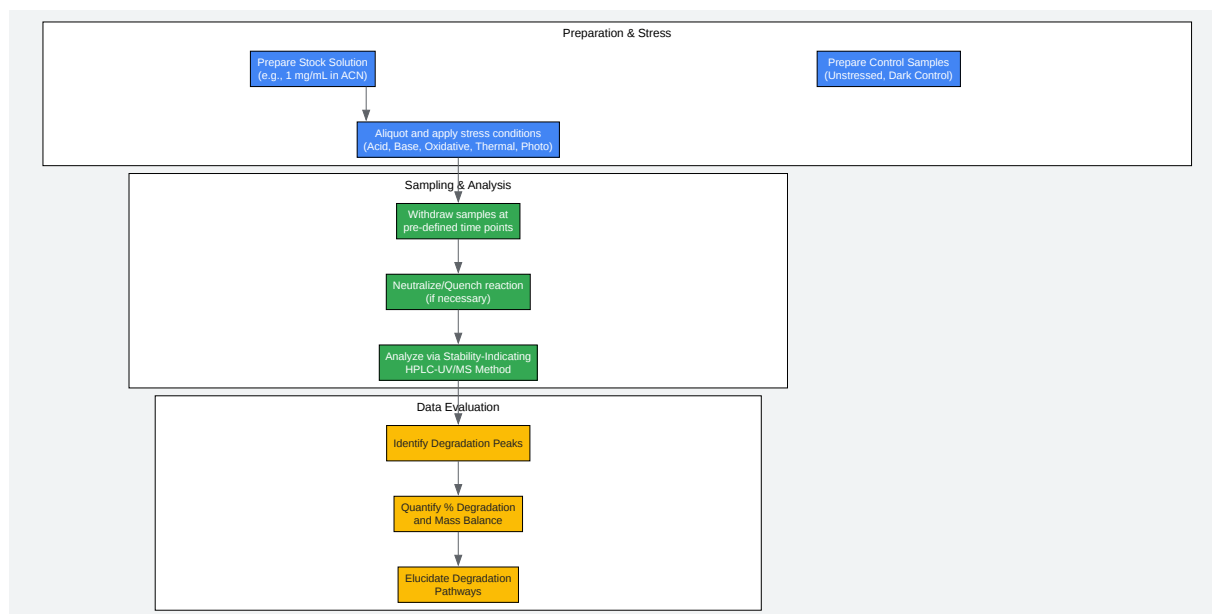 Preparation & Stress
Prepare Stock Solution
(e.g., 1 mg/mL in ACN)
Prepare Control Samples
(Unstressed, Dark Control)
Aliquot and apply stress conditions
(Acid, Base, Oxidative, Thermal, Photo)
Sampling & Analysis
Withdraw samples at
pre-defined time points
Neutralize/Quench reaction
(if necessary)
Analyze via Stability-Indicating
HPLC-UV/MS Method
Data Evaluation
Identify Degradation Peaks
Quantify % Degradation
and Mass Balance
Elucidate Degradation
Pathways